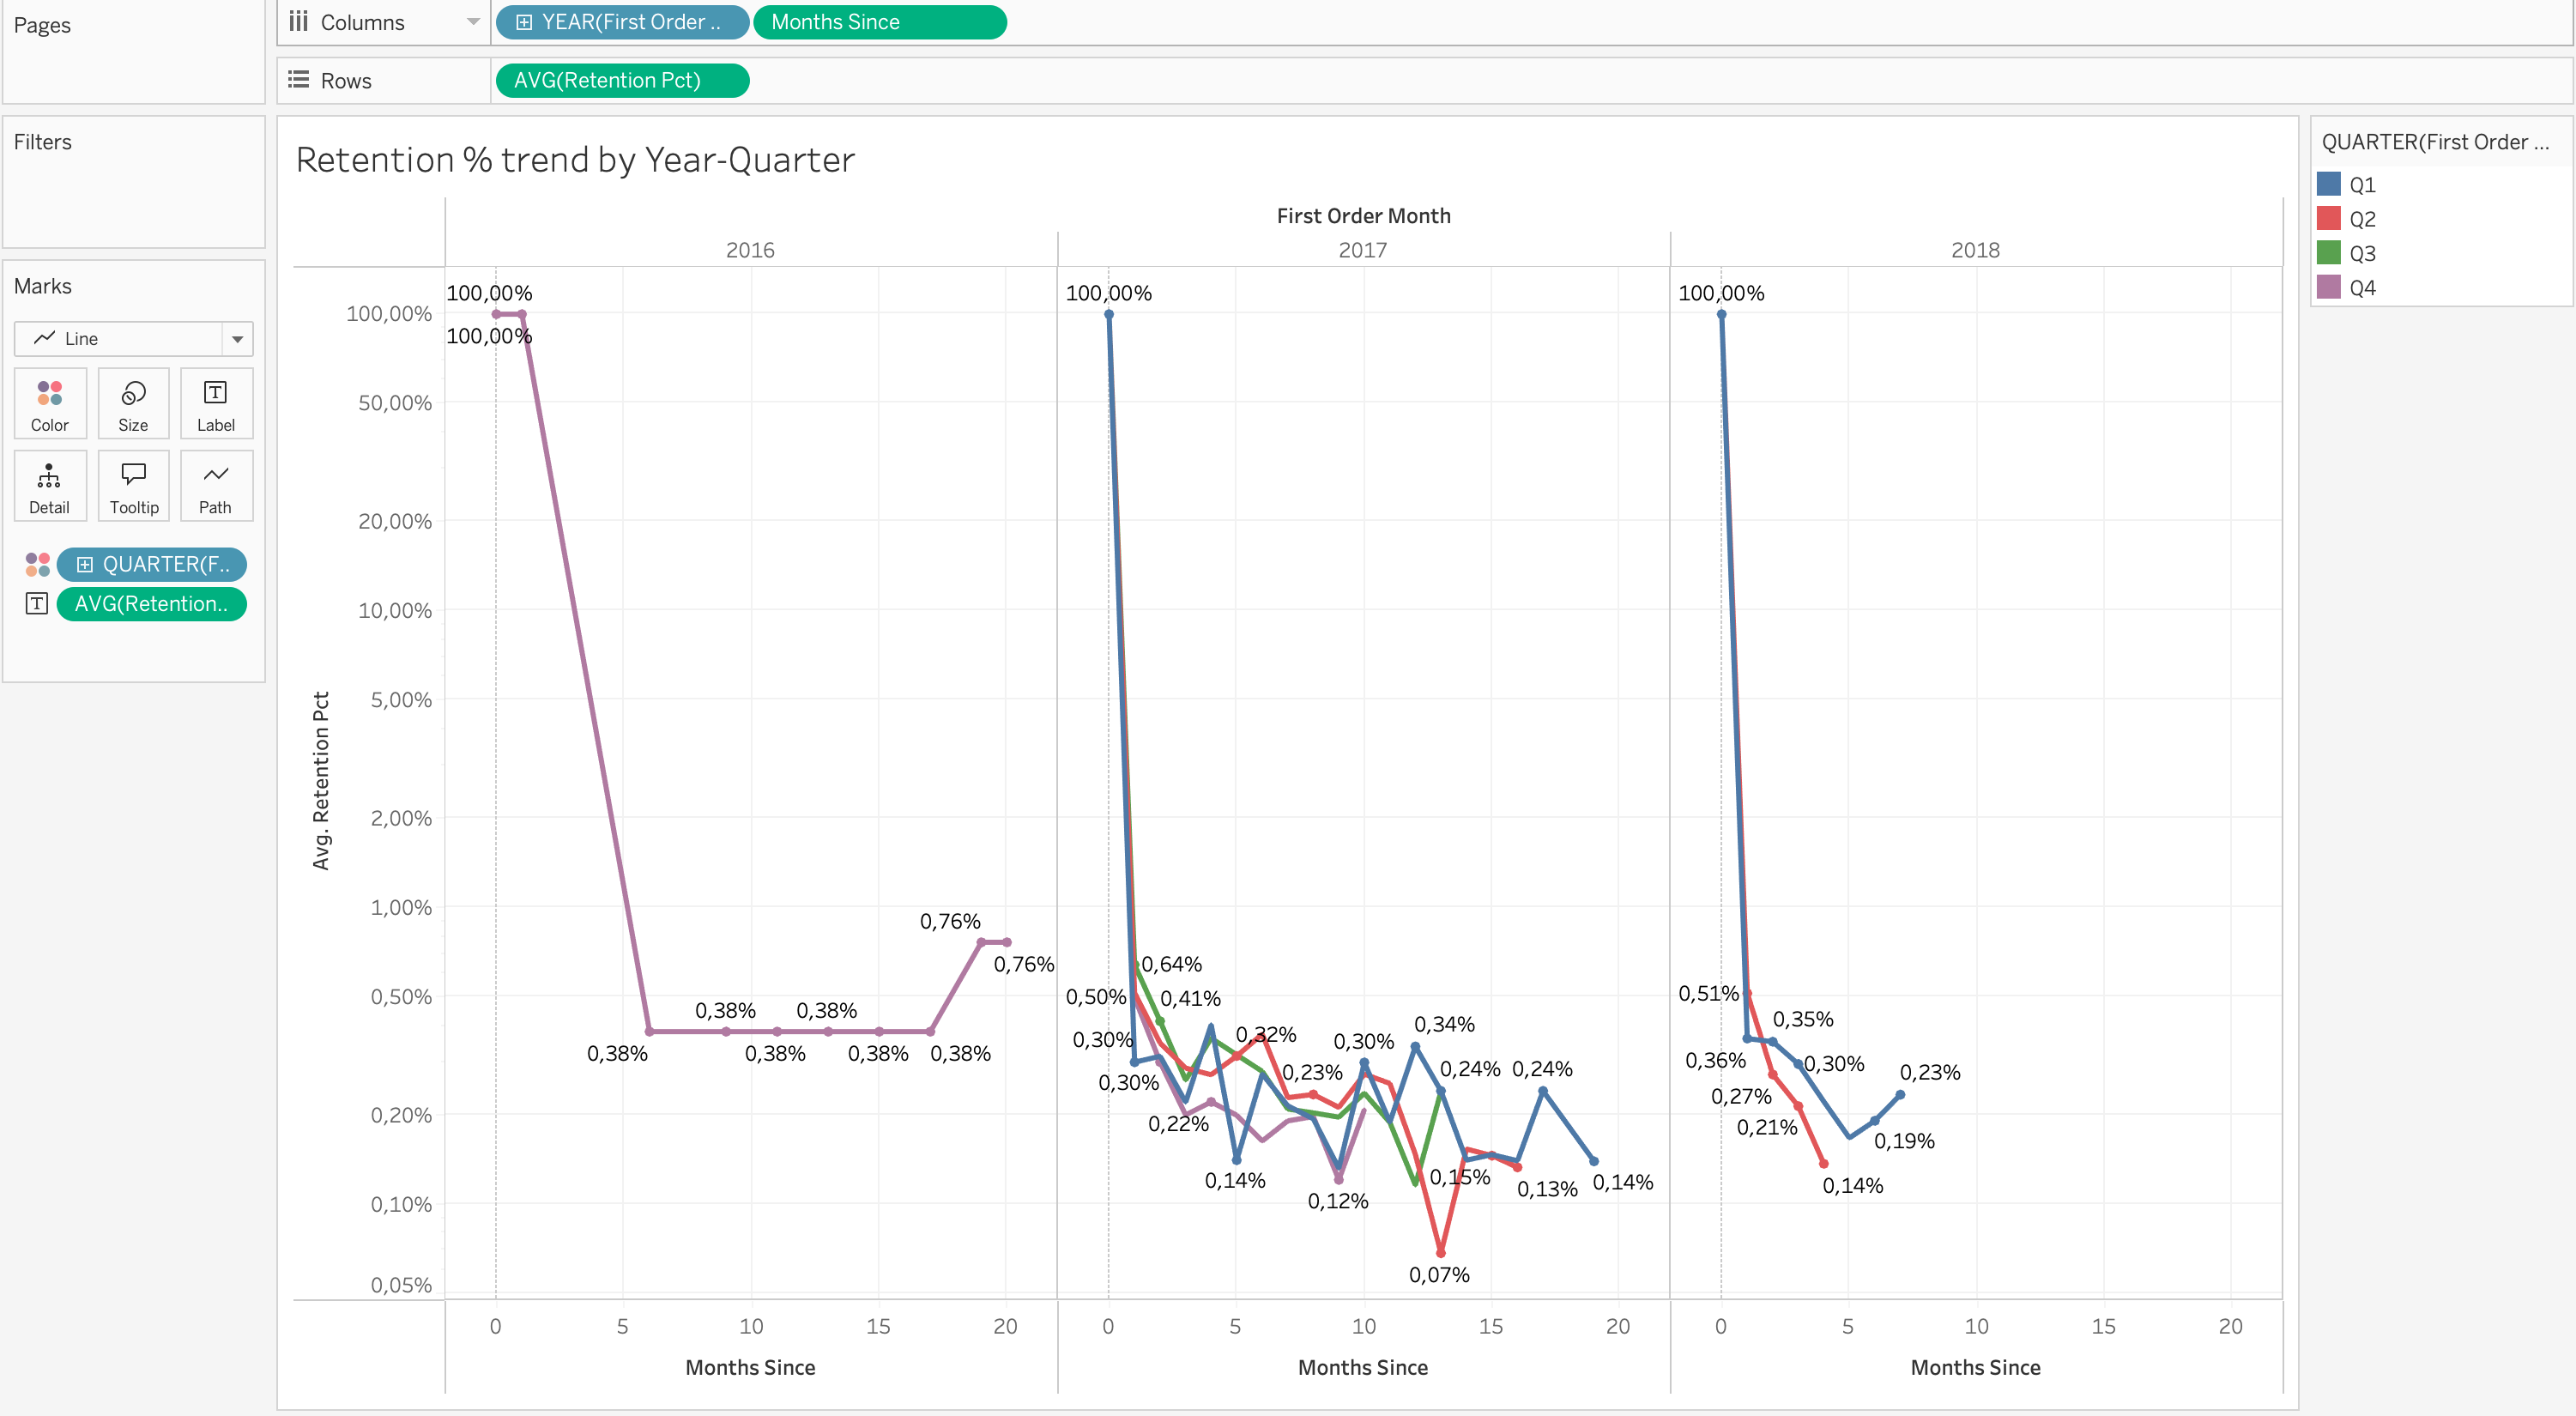 Pages
Columns
YEAR(First Order ..
Months Since
Rows
AVG(Retention Pct)
Filters
Marks
Line
Color
Size
Label
Detail
Tooltip
Path
QUARTER(F..
T
AVG(Retention..
Retention % trend by Year-Quarter
First Order Month
2016
2017
2018
Avg. Retention Pct
100,00%
50,00%
20,00%
10,00%
5,00%
2,00%
1,00%
0,50%
0,20%
0,10%
0,05%
100,00%
100,00%
0,38%
0,38%
0,38%
0,38%
0,38%
0,38%
0,76%
0,76%
100,00%
0,64%
0,50%
0,41%
0,30%
0,30%
0,22%
0,14%
0,32%
0,23%
0,12%
0,30%
0,34%
0,24%
0,07%
0,15%
0,24%
0,13%
0,14%
100,00%
0,51%
0,36%
0,35%
0,27%
0,30%
0,21%
0,14%
0,19%
0,23%
0 5 10 15 20
0 5 10 15 20
0 5 10 15 20
Months Since
Months Since
Months Since
QUARTER(First Order ...
Q1
Q2
Q3
Q4